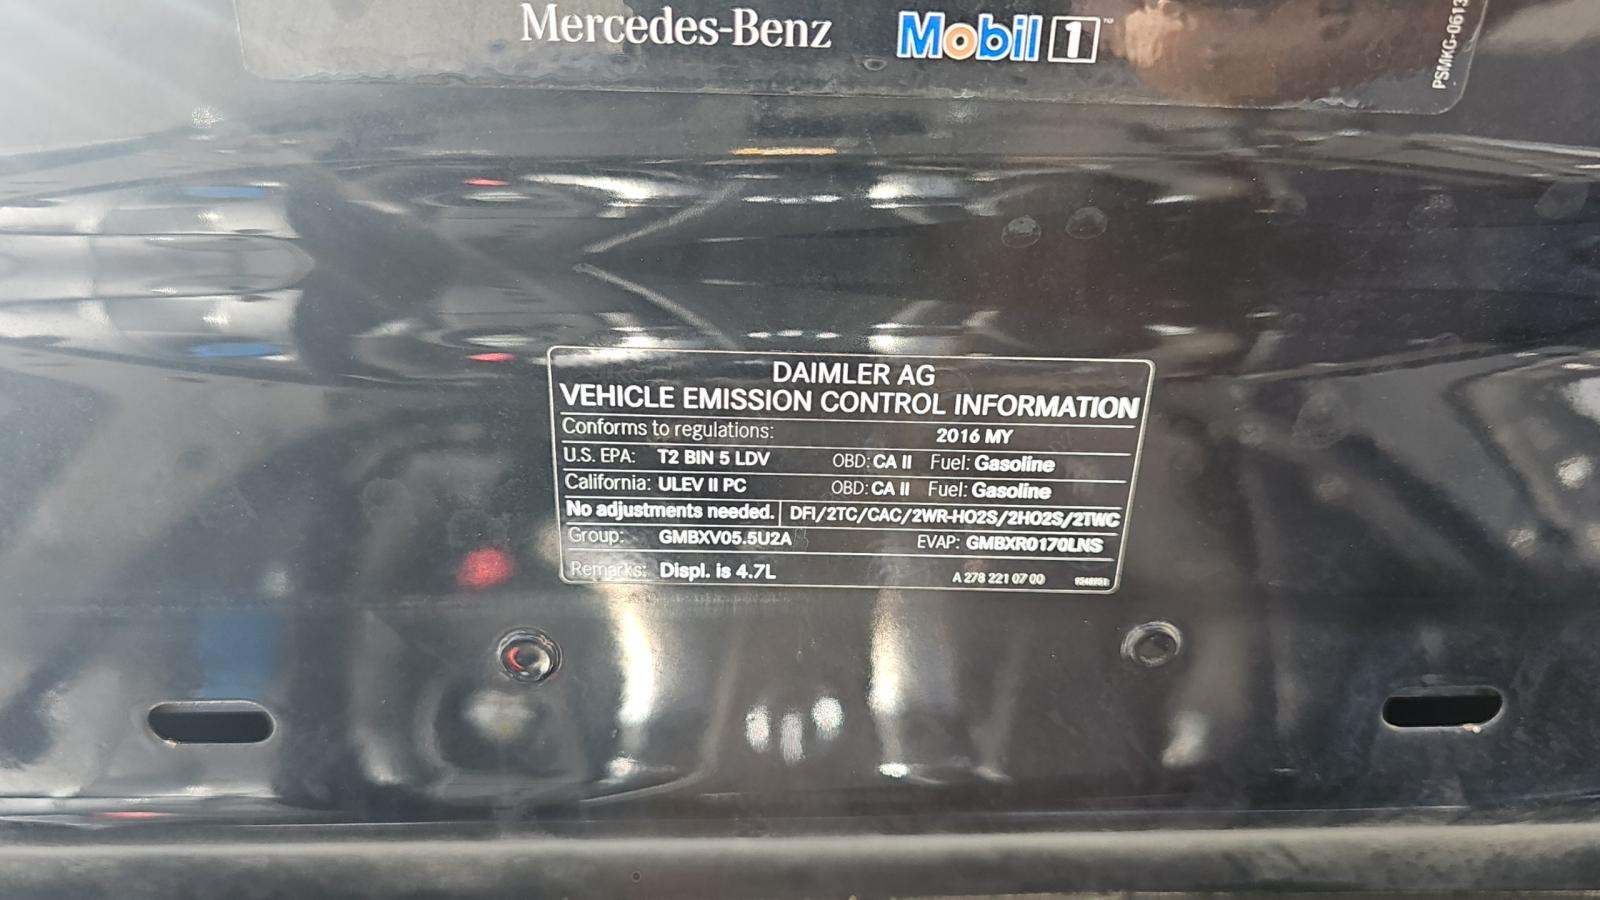 Mercedes-Benz Mobil 1™
PSMKG-0613
DAIMLER AG
VEHICLE EMISSION CONTROL INFORMATION
Conforms to regulations: 2016 MY
U.S. EPA: T2 BIN 5 LDV OBD: CA II Fuel: Gasoline
California: ULEV II PC OBD: CA II Fuel: Gasoline
No adjustments needed. DFI/2TC/CAC/2WR-HO2S/2HO2S/2TWC
Group: GMBXV05.5U2A EVAP: GMBXR0170LNS
Remarks: Displ. is 4.7L A 278 221 07 00